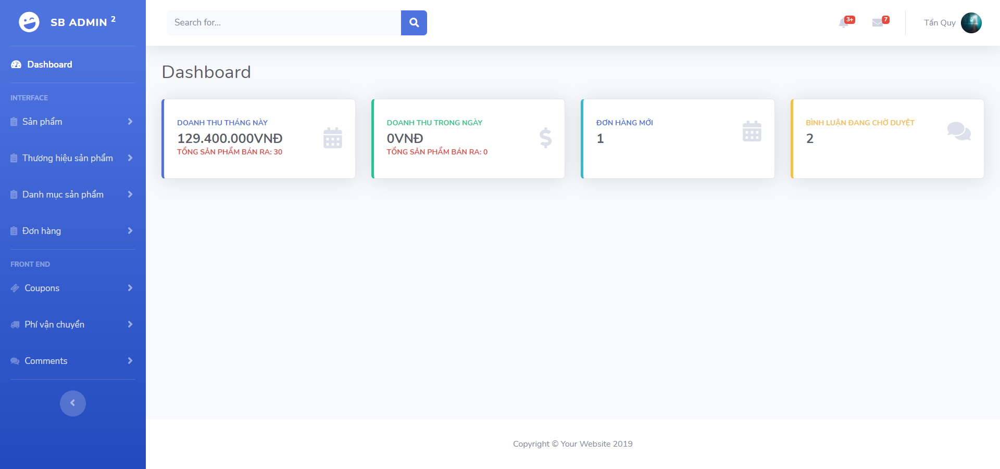 SB ADMIN 2
Dashboard
INTERFACE
Sản phẩm
Thương hiệu sản phẩm
Danh mục sản phẩm
Đơn hàng
FRONT END
Coupons
Phí vận chuyển
Comments
Search for...
3+
7
Tấn Quy
Dashboard
DOANH THU THÁNG NÀY
129.400.000VNĐ
TỔNG SẢN PHẨM BÁN RA: 30
DOANH THU TRONG NGÀY
0VNĐ
TỔNG SẢN PHẨM BÁN RA: 0
ĐƠN HÀNG MỚI
1
BÌNH LUẬN ĐANG CHỜ DUYỆT
2
Copyright © Your Website 2019